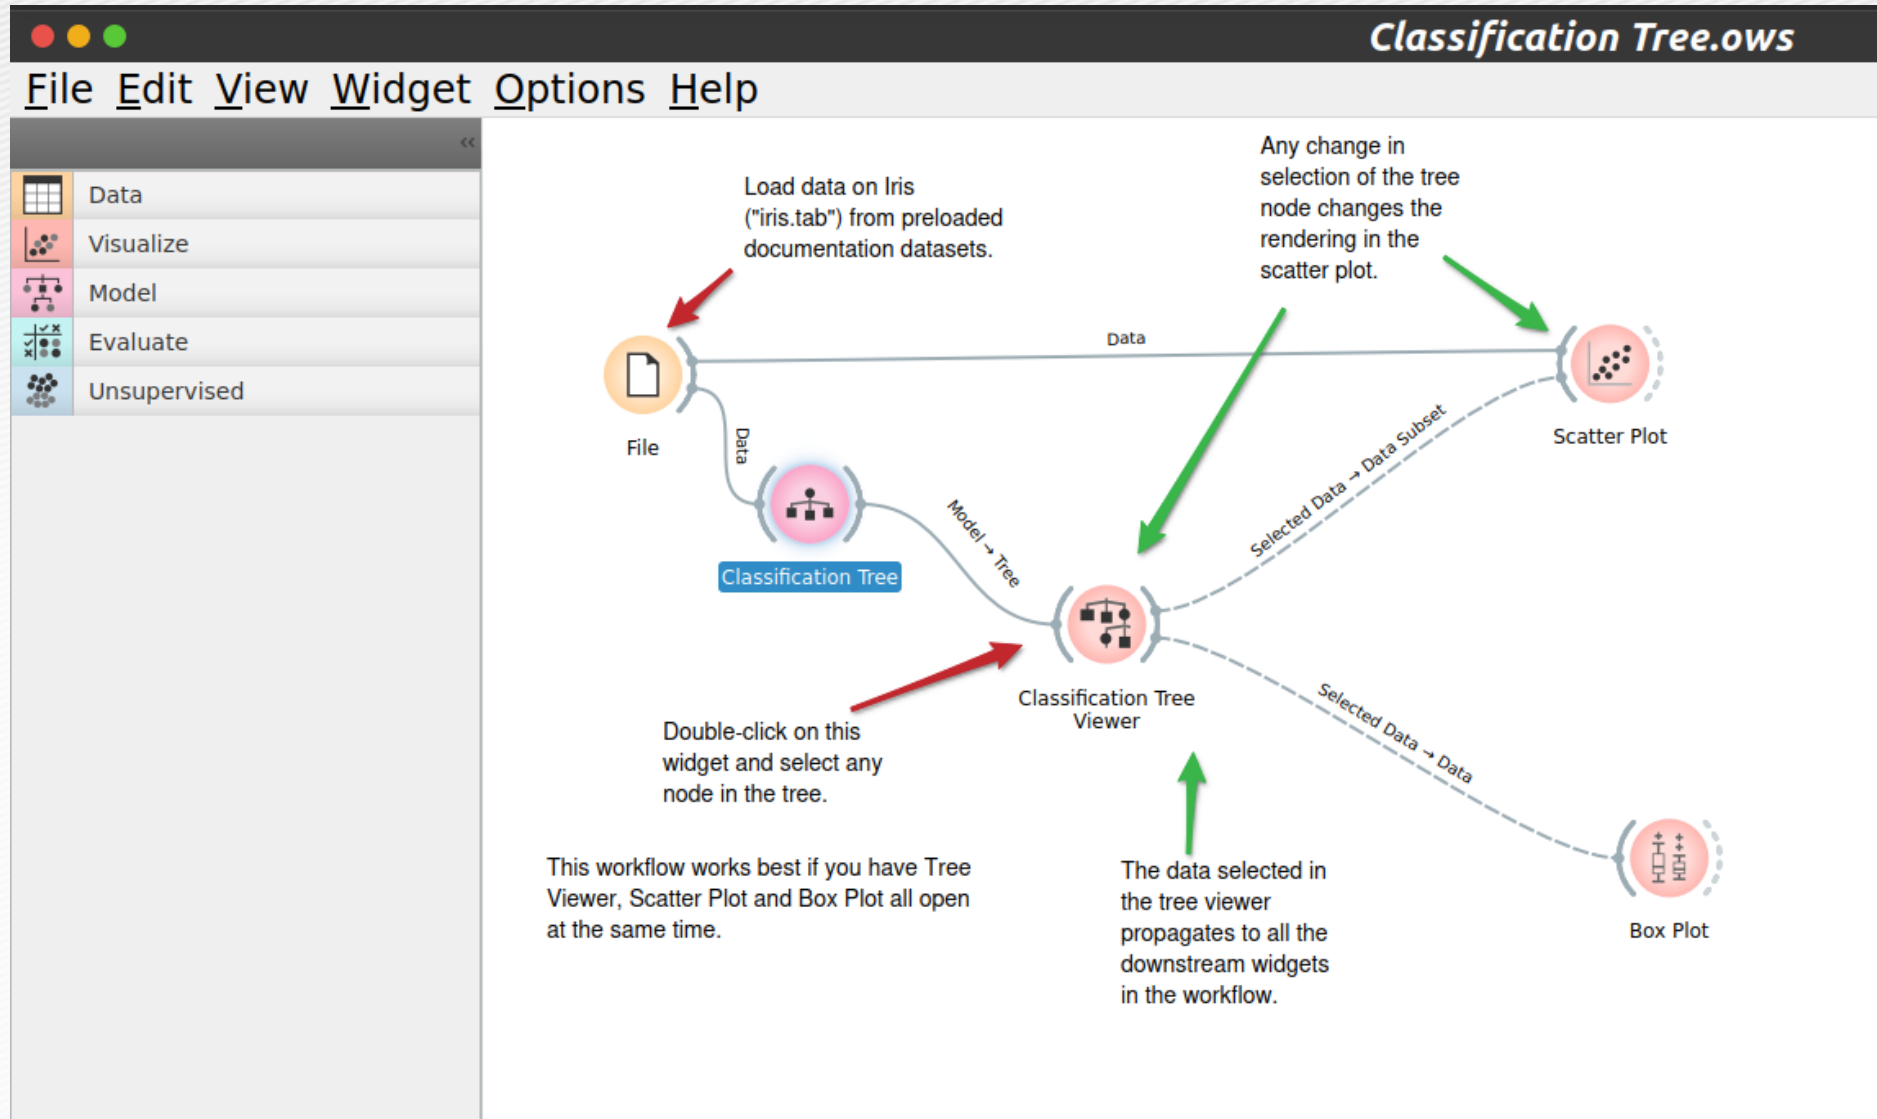 Classification Tree.ows
File Edit View Widget Options Help
«
Data
Visualize
Model
Evaluate
Unsupervised
Load data on Iris
("iris.tab") from preloaded
documentation datasets.
Any change in
selection of the tree
node changes the
rendering in the
scatter plot.
Data
File
Data
Scatter Plot
Selected Data → Data Subset
Classification Tree
Model → Tree
Classification Tree
Viewer
Selected Data → Data
Double-click on this
widget and select any
node in the tree.
This workflow works best if you have Tree
Viewer, Scatter Plot and Box Plot all open
at the same time.
The data selected in
the tree viewer
propagates to all the
downstream widgets
in the workflow.
Box Plot